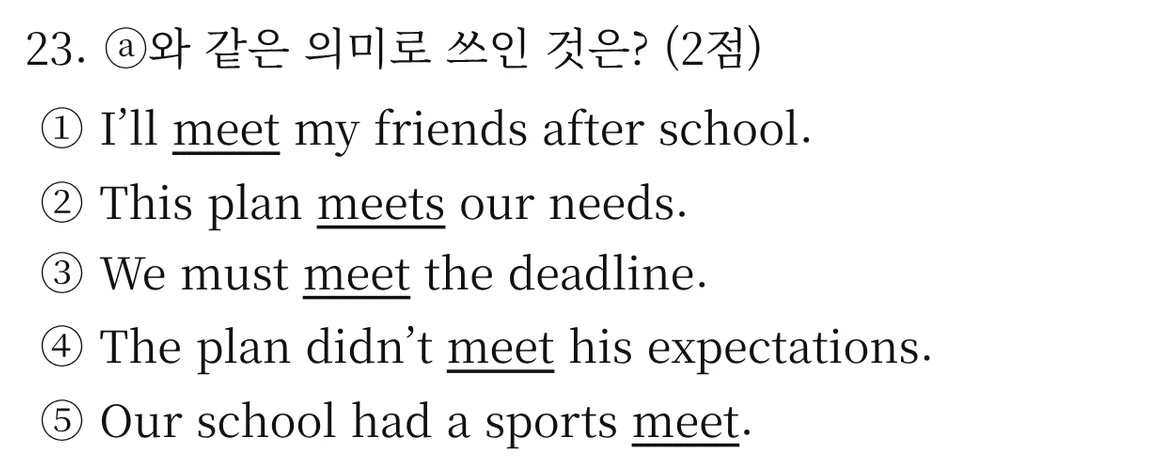 23. ⓐ와 같은 의미로 쓰인 것은? (2점)
① I’ll meet my friends after school.
② This plan meets our needs.
③ We must meet the deadline.
④ The plan didn’t meet his expectations.
⑤ Our school had a sports meet.